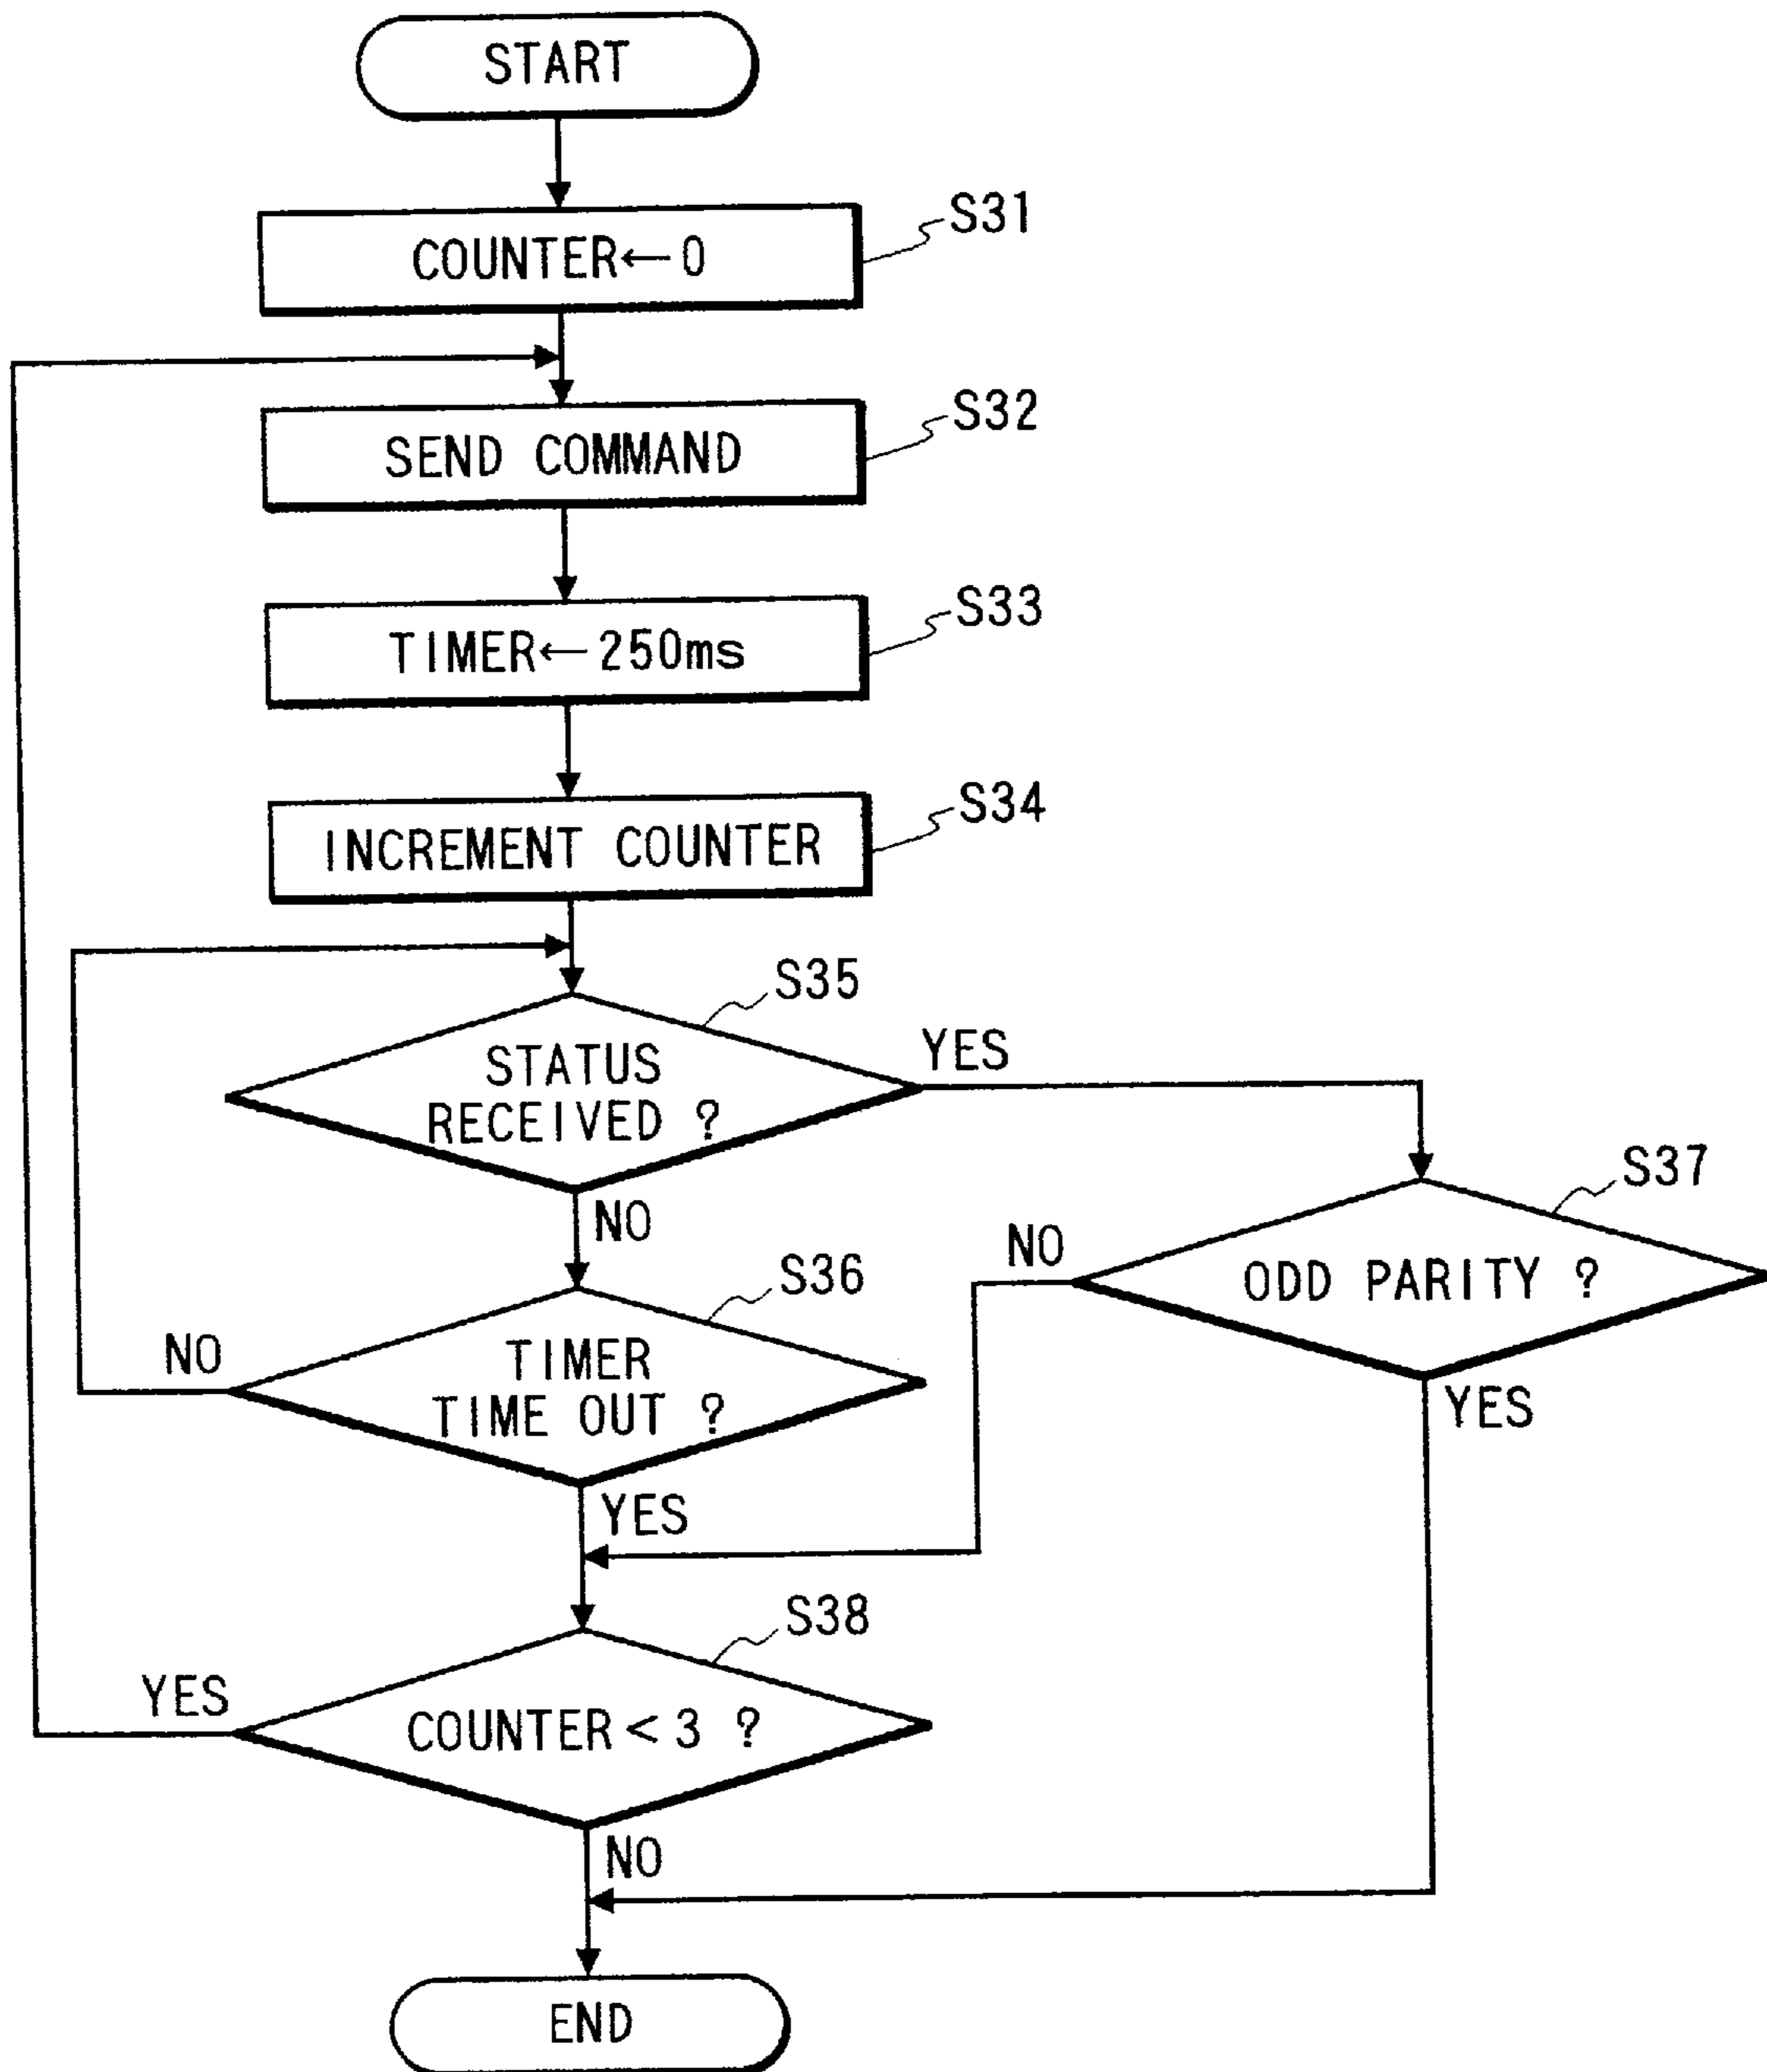 START
COUNTER←0
S31
SEND COMMAND
S32
TIMER←250ms
S33
INCREMENT COUNTER
S34
S35
STATUS
RECEIVED ?
YES
NO
S37
ODD PARITY ?
NO
YES
S36
TIMER
TIME OUT ?
NO
YES
S38
COUNTER<3 ?
YES
NO
END